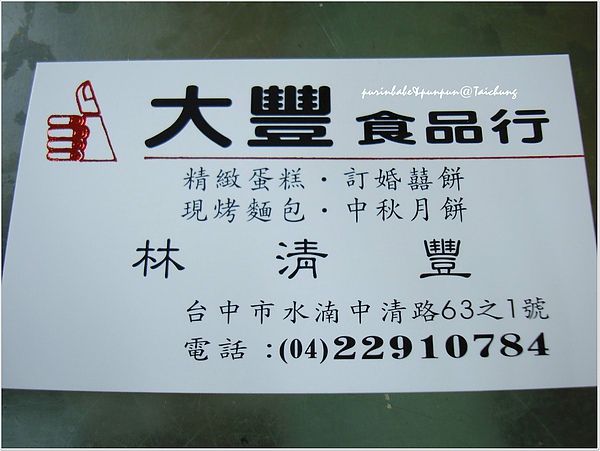 purinbabe&punpun@Taichung
大豐食品行
精緻蛋糕・訂婚囍餅
現烤麵包・中秋月餅
林清豐
台中市水湳中清路63之1號
電話:(04)22910784